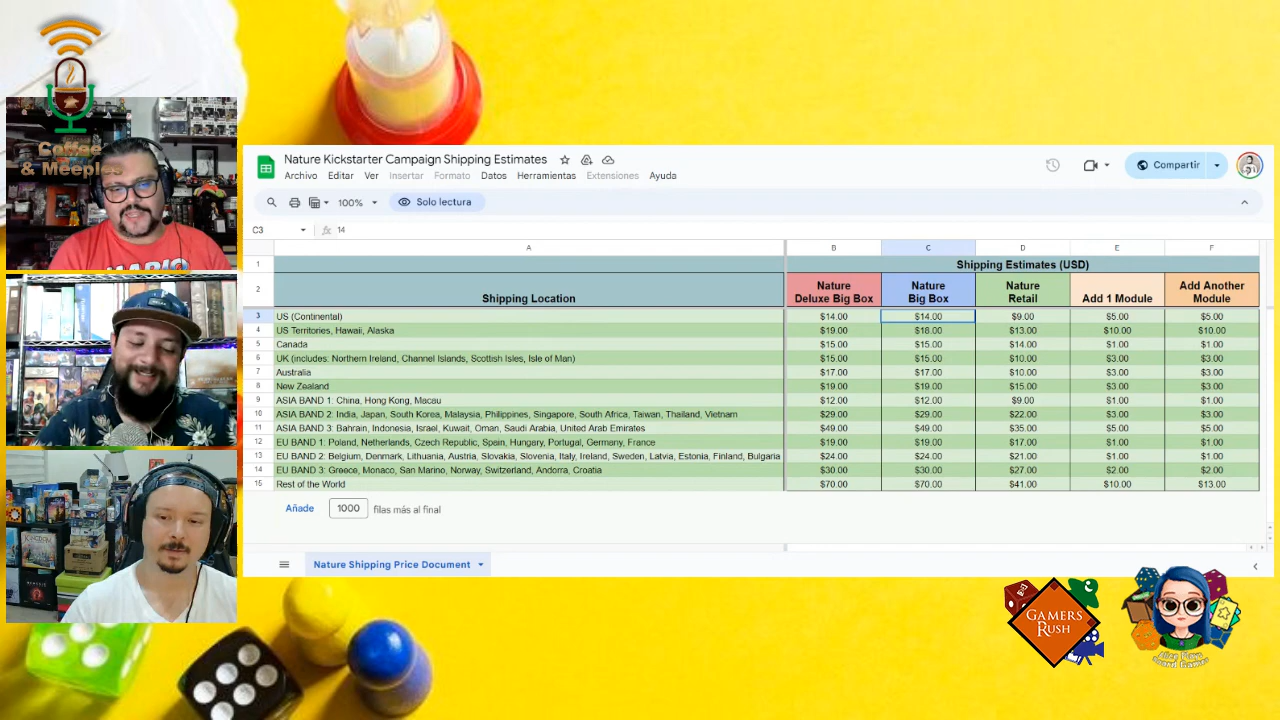 Coffee
& Meeples
MARIO
Nature Kickstarter Campaign Shipping Estimates
Archivo Editar Ver Insertar Formato Datos Herramientas Extensiones Ayuda
Compartir
100% Solo lectura
C3 fx 14
A B C D E F
1 Shipping Estimates (USD)
2 Shipping Location Nature Deluxe Big Box Nature Big Box Nature Retail Add 1 Module Add Another Module
3 US (Continental) $14.00 $14.00 $9.00 $5.00 $5.00
4 US Territories, Hawaii, Alaska $19.00 $18.00 $13.00 $10.00 $10.00
5 Canada $15.00 $15.00 $14.00 $1.00 $1.00
6 UK (includes: Northern Ireland, Channel Islands, Scottish Isles, Isle of Man) $15.00 $15.00 $10.00 $3.00 $3.00
7 Australia $17.00 $17.00 $10.00 $3.00 $3.00
8 New Zealand $19.00 $19.00 $15.00 $3.00 $3.00
9 ASIA BAND 1: China, Hong Kong, Macau $12.00 $12.00 $9.00 $1.00 $1.00
10 ASIA BAND 2: India, Japan, South Korea, Malaysia, Philippines, Singapore, South Africa, Taiwan, Thailand, Vietnam $29.00 $29.00 $22.00 $3.00 $3.00
11 ASIA BAND 3: Bahrain, Indonesia, Israel, Kuwait, Oman, Saudi Arabia, United Arab Emirates $49.00 $49.00 $35.00 $5.00 $5.00
12 EU BAND 1: Poland, Netherlands, Czech Republic, Spain, Hungary, Portugal, Germany, France $19.00 $19.00 $17.00 $1.00 $1.00
13 EU BAND 2: Belgium, Denmark, Lithuania, Austria, Slovakia, Slovenia, Italy, Ireland, Sweden, Latvia, Estonia, Finland, Bulgaria $24.00 $24.00 $21.00 $1.00 $1.00
14 EU BAND 3: Greece, Monaco, San Marino, Norway, Switzerland, Andorra, Croatia $30.00 $30.00 $27.00 $2.00 $2.00
15 Rest of the World $70.00 $70.00 $41.00 $10.00 $13.00
Añade 1000 filas más al final
Nature Shipping Price Document
KINGDOM
GAMERS
RUSH
Board Games